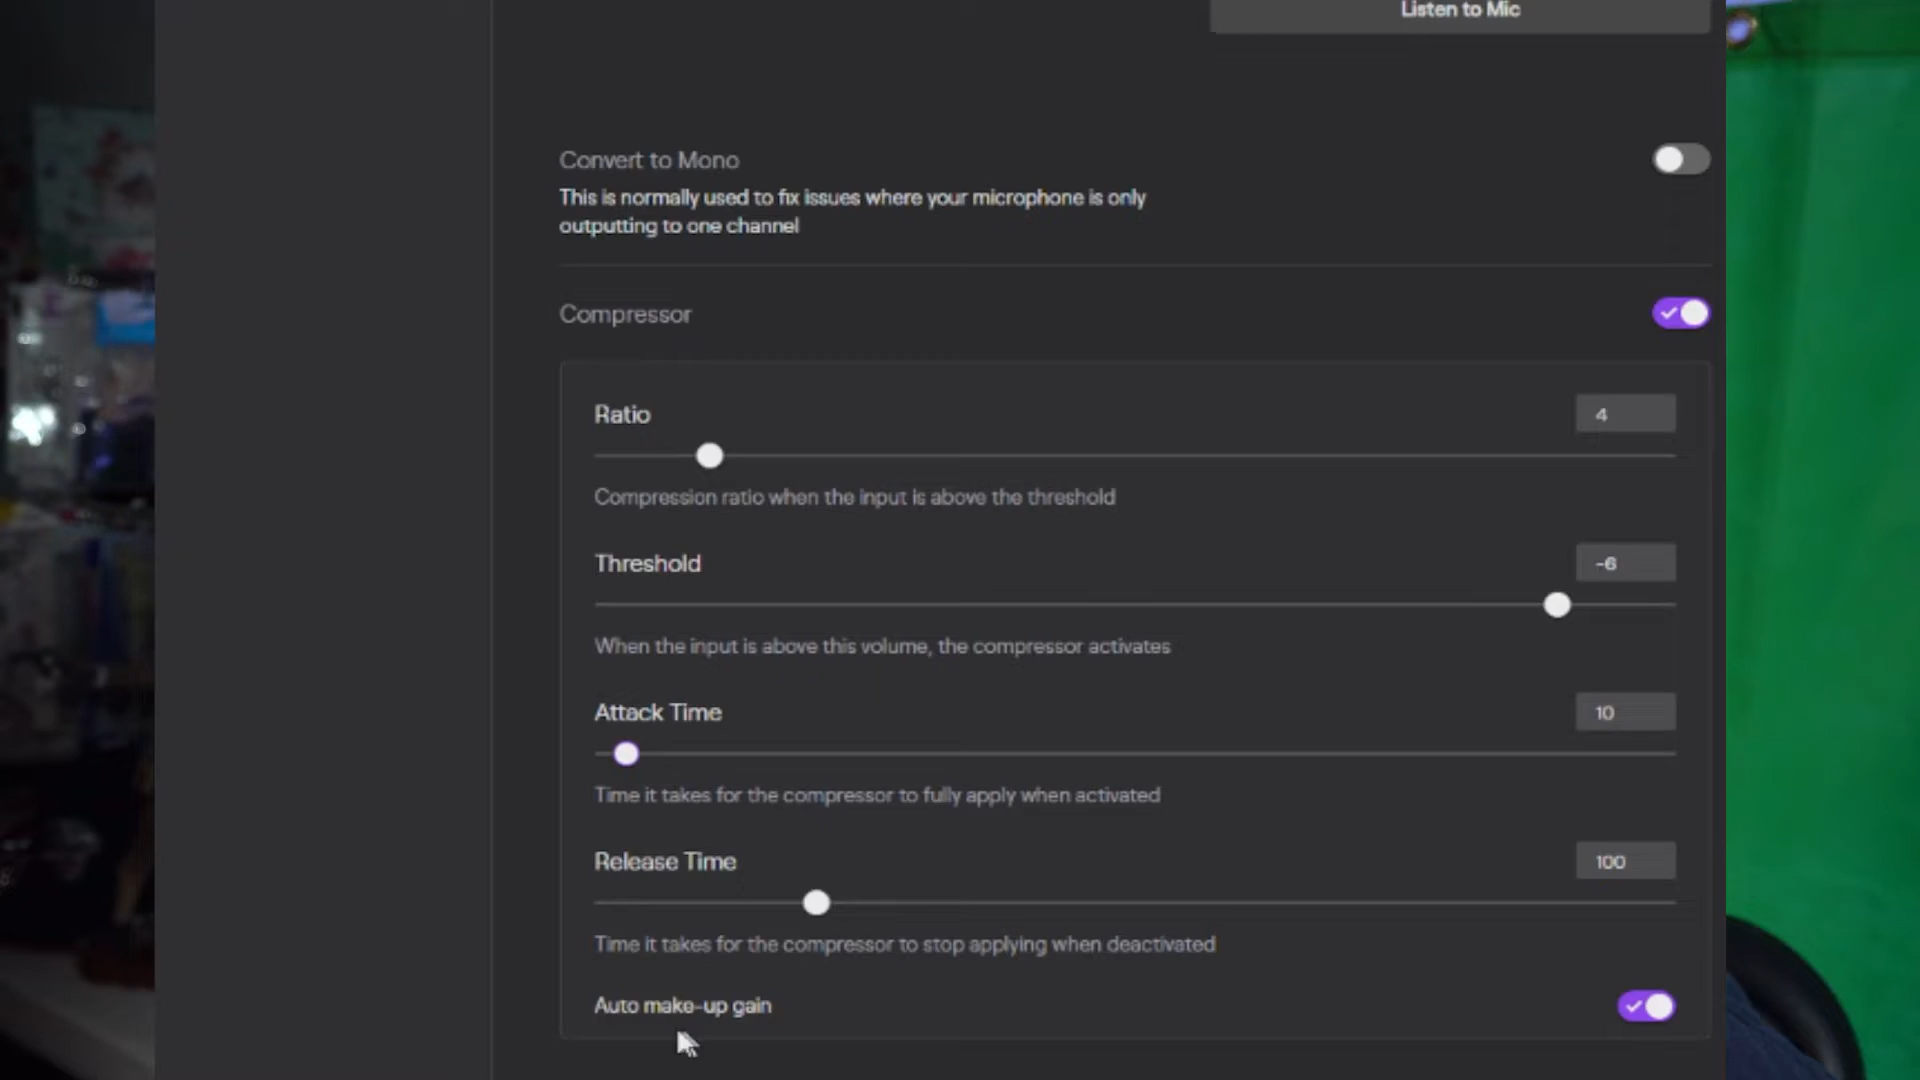 Listen to Mic
Convert to Mono
This is normally used to fix issues where your microphone is only
outputting to one channel
Compressor
Ratio
4
Compression ratio when the input is above the threshold
Threshold
-6
When the input is above this volume, the compressor activates
Attack Time
10
Time it takes for the compressor to fully apply when activated
Release Time
100
Time it takes for the compressor to stop applying when deactivated
Auto make-up gain